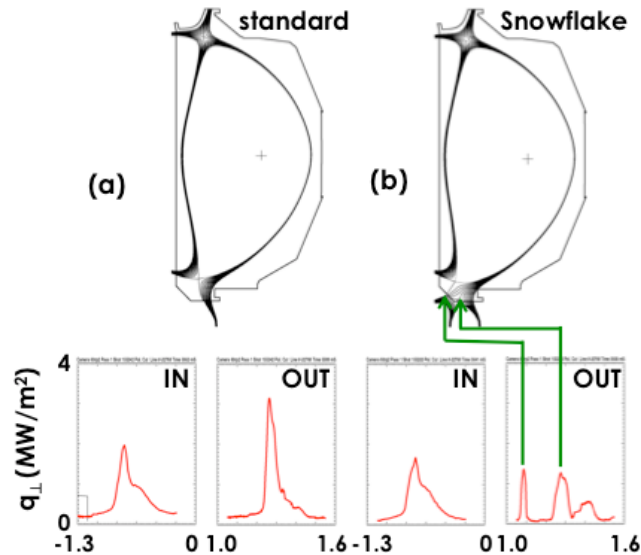 standard
Snowflake
(a)
(b)
4
IN
OUT
IN
OUT
q⊥ (MW/m²)
0
-1.3
0
1.0
1.6
-1.3
0
1.0
1.6